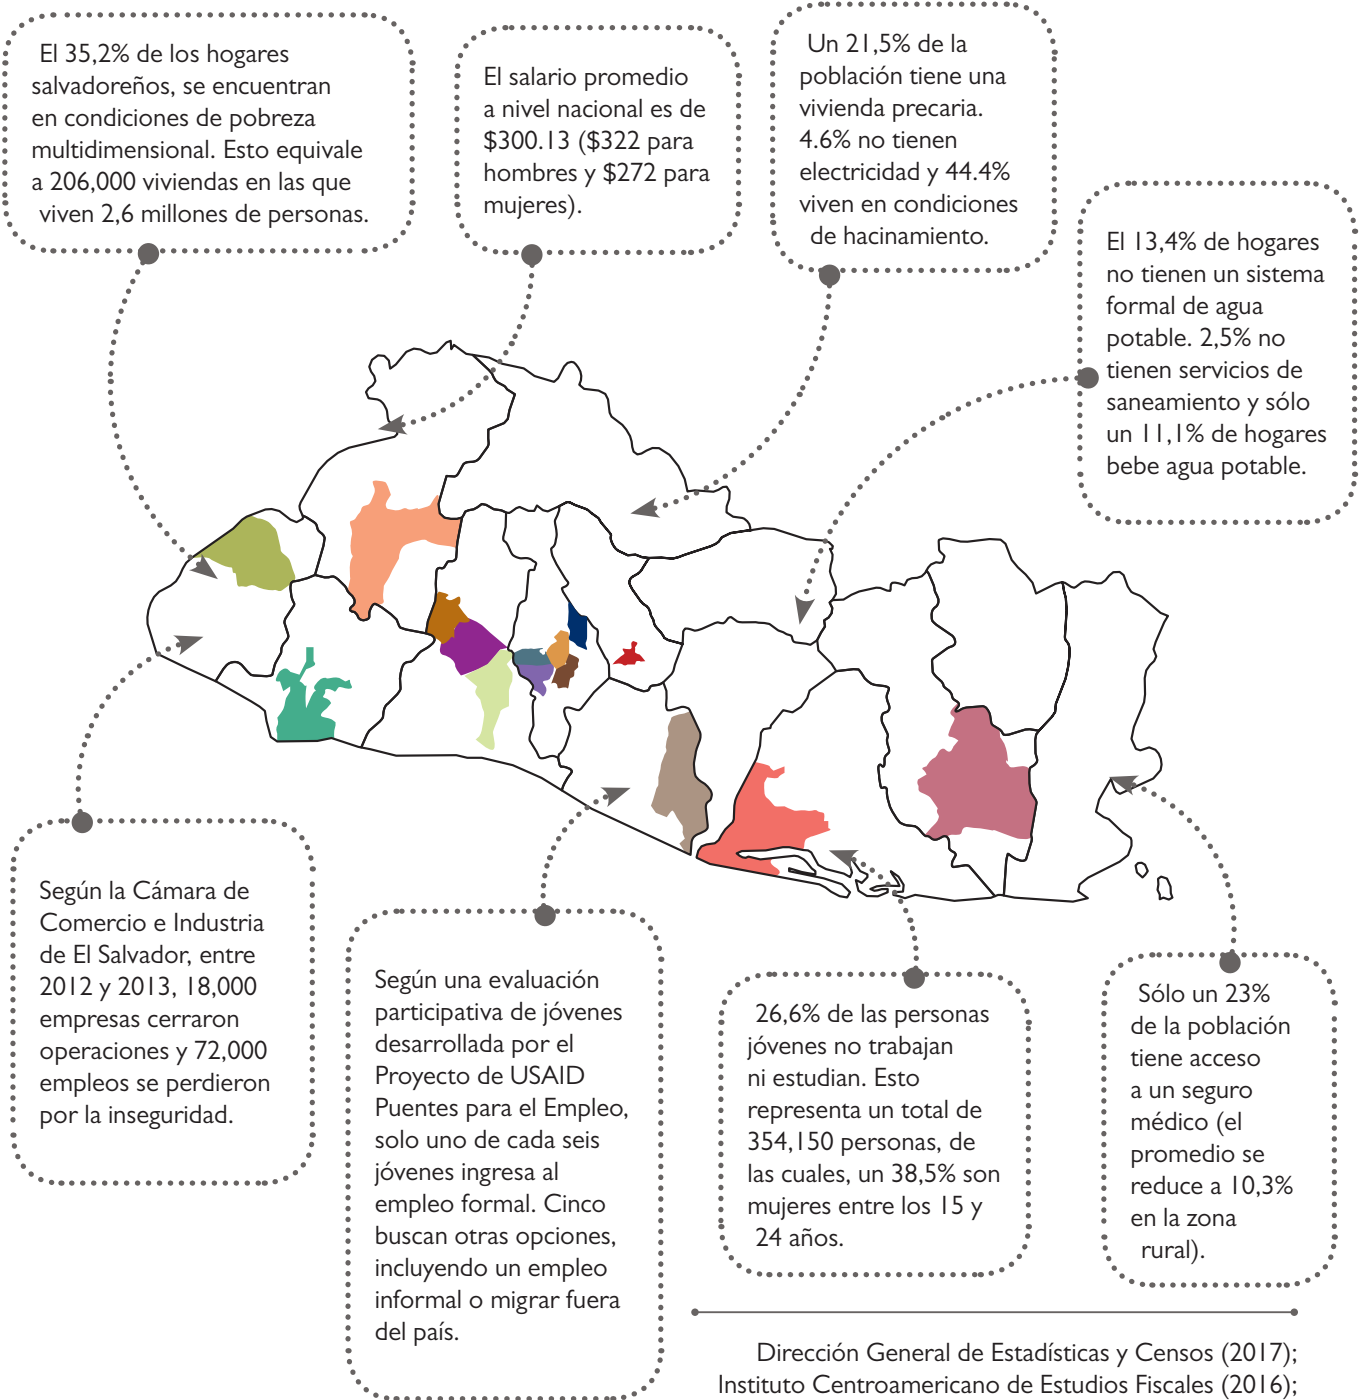 El 35,2% de los hogares
salvadoreños, se encuentran
en condiciones de pobreza
multidimensional. Esto equivale
a 206,000 viviendas en las que
viven 2,6 millones de personas.
El salario promedio
a nivel nacional es de
$300.13 ($322 para
hombres y $272 para
mujeres).
Un 21,5% de la
población tiene una
vivienda precaria.
4.6% no tienen
electricidad y 44.4%
viven en condiciones
de hacinamiento.
El 13,4% de hogares
no tienen un sistema
formal de agua
potable. 2,5% no
tienen servicios de
saneamiento y sólo
un 11,1% de hogares
bebe agua potable.
Según la Cámara de
Comercio e Industria
de El Salvador, entre
2012 y 2013, 18,000
empresas cerraron
operaciones y 72,000
empleos se perdieron
por la inseguridad.
Según una evaluación
participativa de jóvenes
desarrollada por el
Proyecto de USAID
Puentes para el Empleo,
solo uno de cada seis
jóvenes ingresa al
empleo formal. Cinco
buscan otras opciones,
incluyendo un empleo
informal o migrar fuera
del país.
26,6% de las personas
jóvenes no trabajan
ni estudian. Esto
representa un total de
354,150 personas, de
las cuales, un 38,5% son
mujeres entre los 15 y
24 años.
Sólo un 23%
de la población
tiene acceso
a un seguro
médico (el
promedio se
reduce a 10,3%
en la zona
rural).
Dirección General de Estadísticas y Censos (2017);
Instituto Centroamericano de Estudios Fiscales (2016);